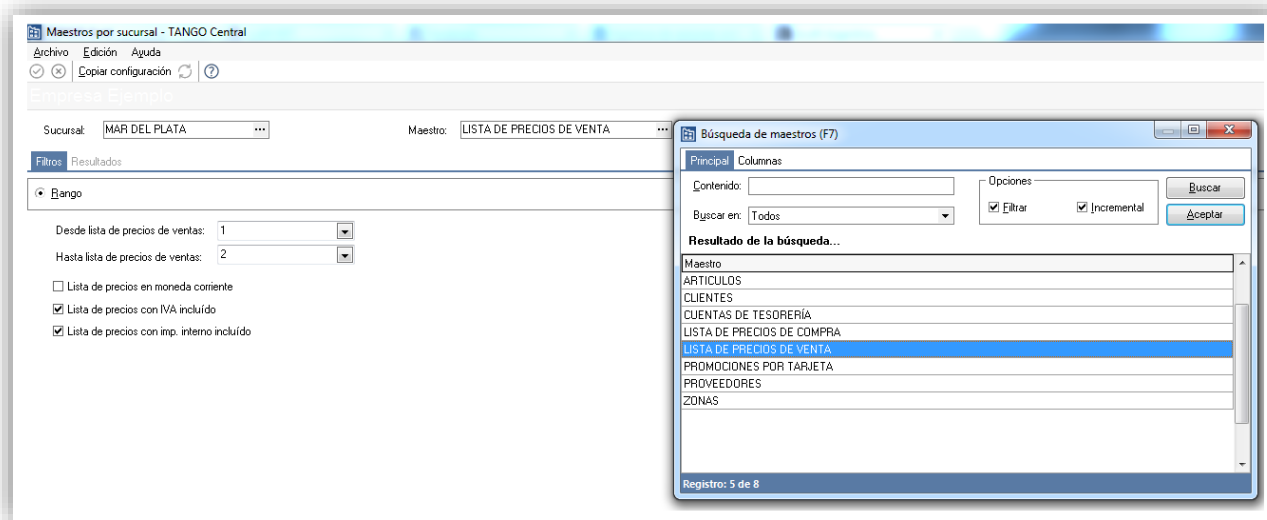 Maestros por sucursal - TANGO Central
Archivo Edición Ayuda
Copiar configuración
Empresa Ejemplo
Sucursal: MAR DEL PLATA ... Maestro: LISTA DE PRECIOS DE VENTA ...
Filtros Resultados
Rango
Desde lista de precios de ventas: 1
Hasta lista de precios de ventas: 2
Lista de precios en moneda corriente
Lista de precios con IVA incluído
Lista de precios con imp. interno incluído
Búsqueda de maestros (F7)
Principal Columnas
Contenido:
Opciones
Filtrar Incremental
Buscar
Buscar en: Todos
Aceptar
Resultado de la búsqueda...
Maestro
ARTICULOS
CLIENTES
CUENTAS DE TESORERÍA
LISTA DE PRECIOS DE COMPRA
LISTA DE PRECIOS DE VENTA
PROMOCIONES POR TARJETA
PROVEEDORES
ZONAS
Registro: 5 de 8